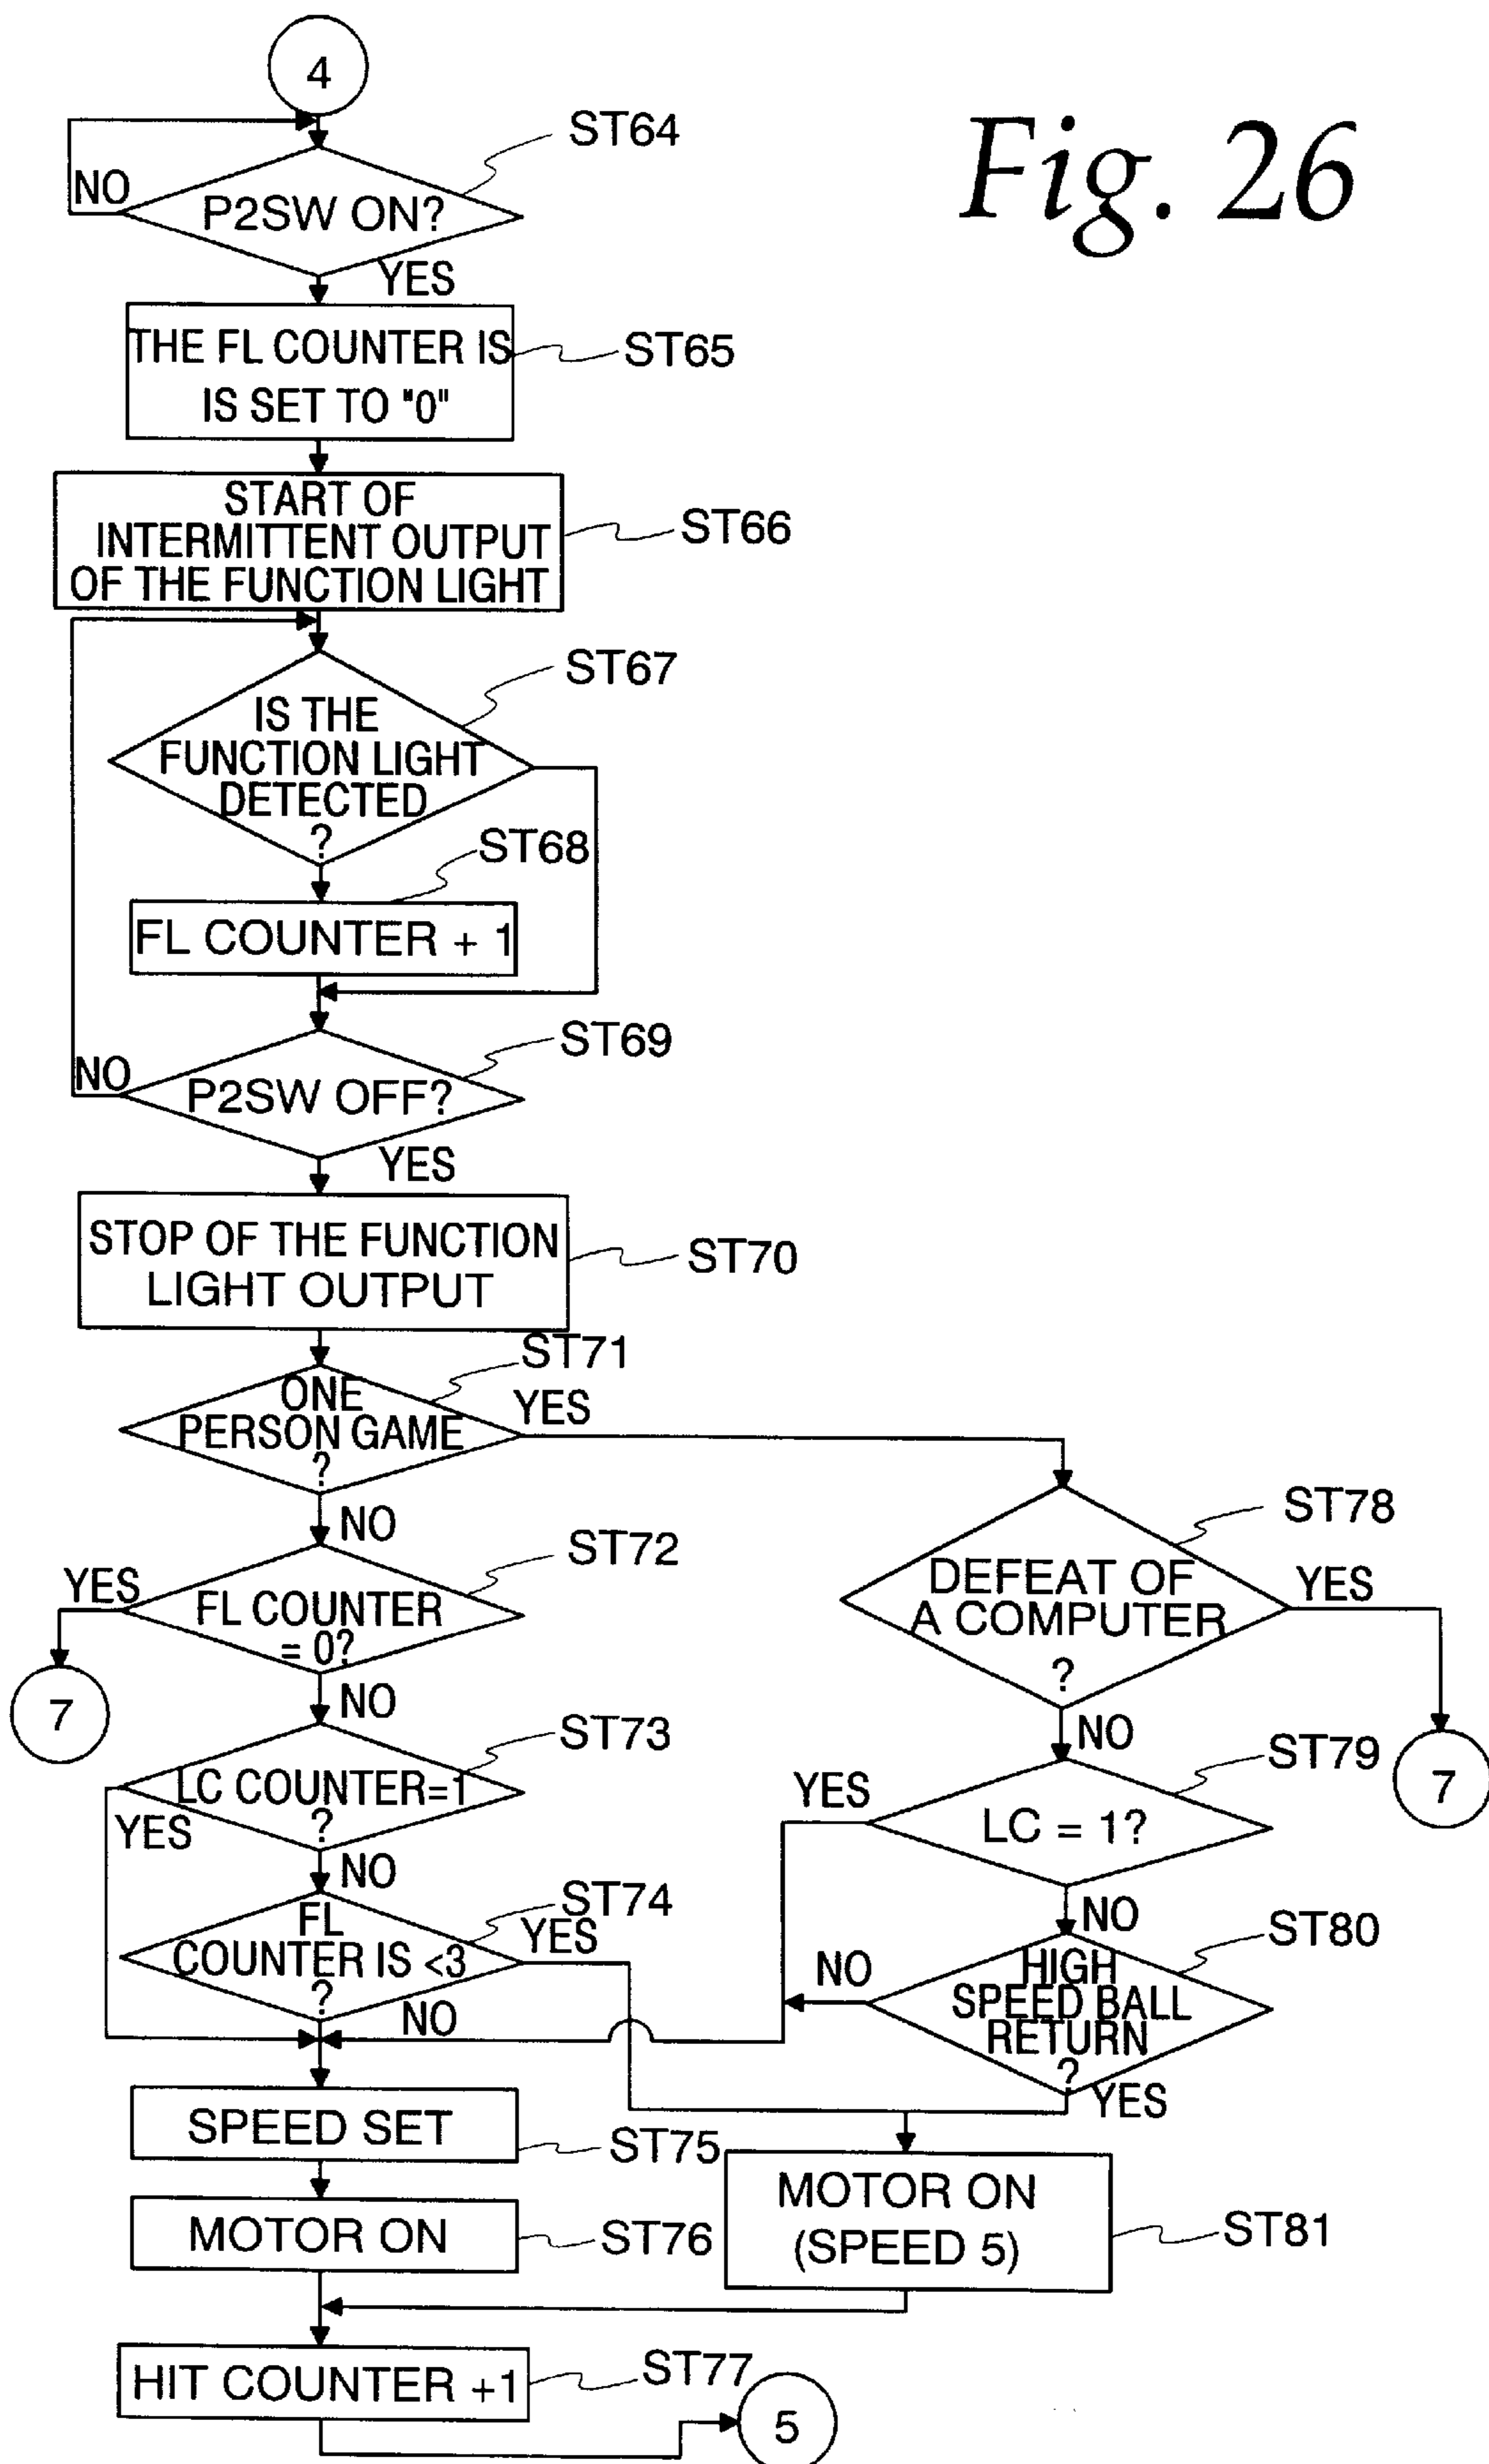 4
Fig. 26
ST64
NO
P2SW ON?
YES
THE FL COUNTER IS
IS SET TO "0"
ST65
START OF
INTERMITTENT OUTPUT
OF THE FUNCTION LIGHT
ST66
ST67
IS THE
FUNCTION LIGHT
DETECTED
?
ST68
FL COUNTER + 1
ST69
NO
P2SW OFF?
YES
STOP OF THE FUNCTION
LIGHT OUTPUT
ST70
ST71
ONE
PERSON GAME
?
YES
NO
ST72
YES
FL COUNTER
= 0?
7
NO
ST73
LC COUNTER=1
?
YES
NO
ST74
FL
COUNTER IS <3
?
YES
NO
ST78
DEFEAT OF
A COMPUTER
?
YES
7
NO
ST79
YES
LC = 1?
NO
ST80
NO
HIGH
SPEED BALL
RETURN
?
YES
SPEED SET
ST75
MOTOR ON
ST76
MOTOR ON
(SPEED 5)
ST81
HIT COUNTER +1
ST77
5